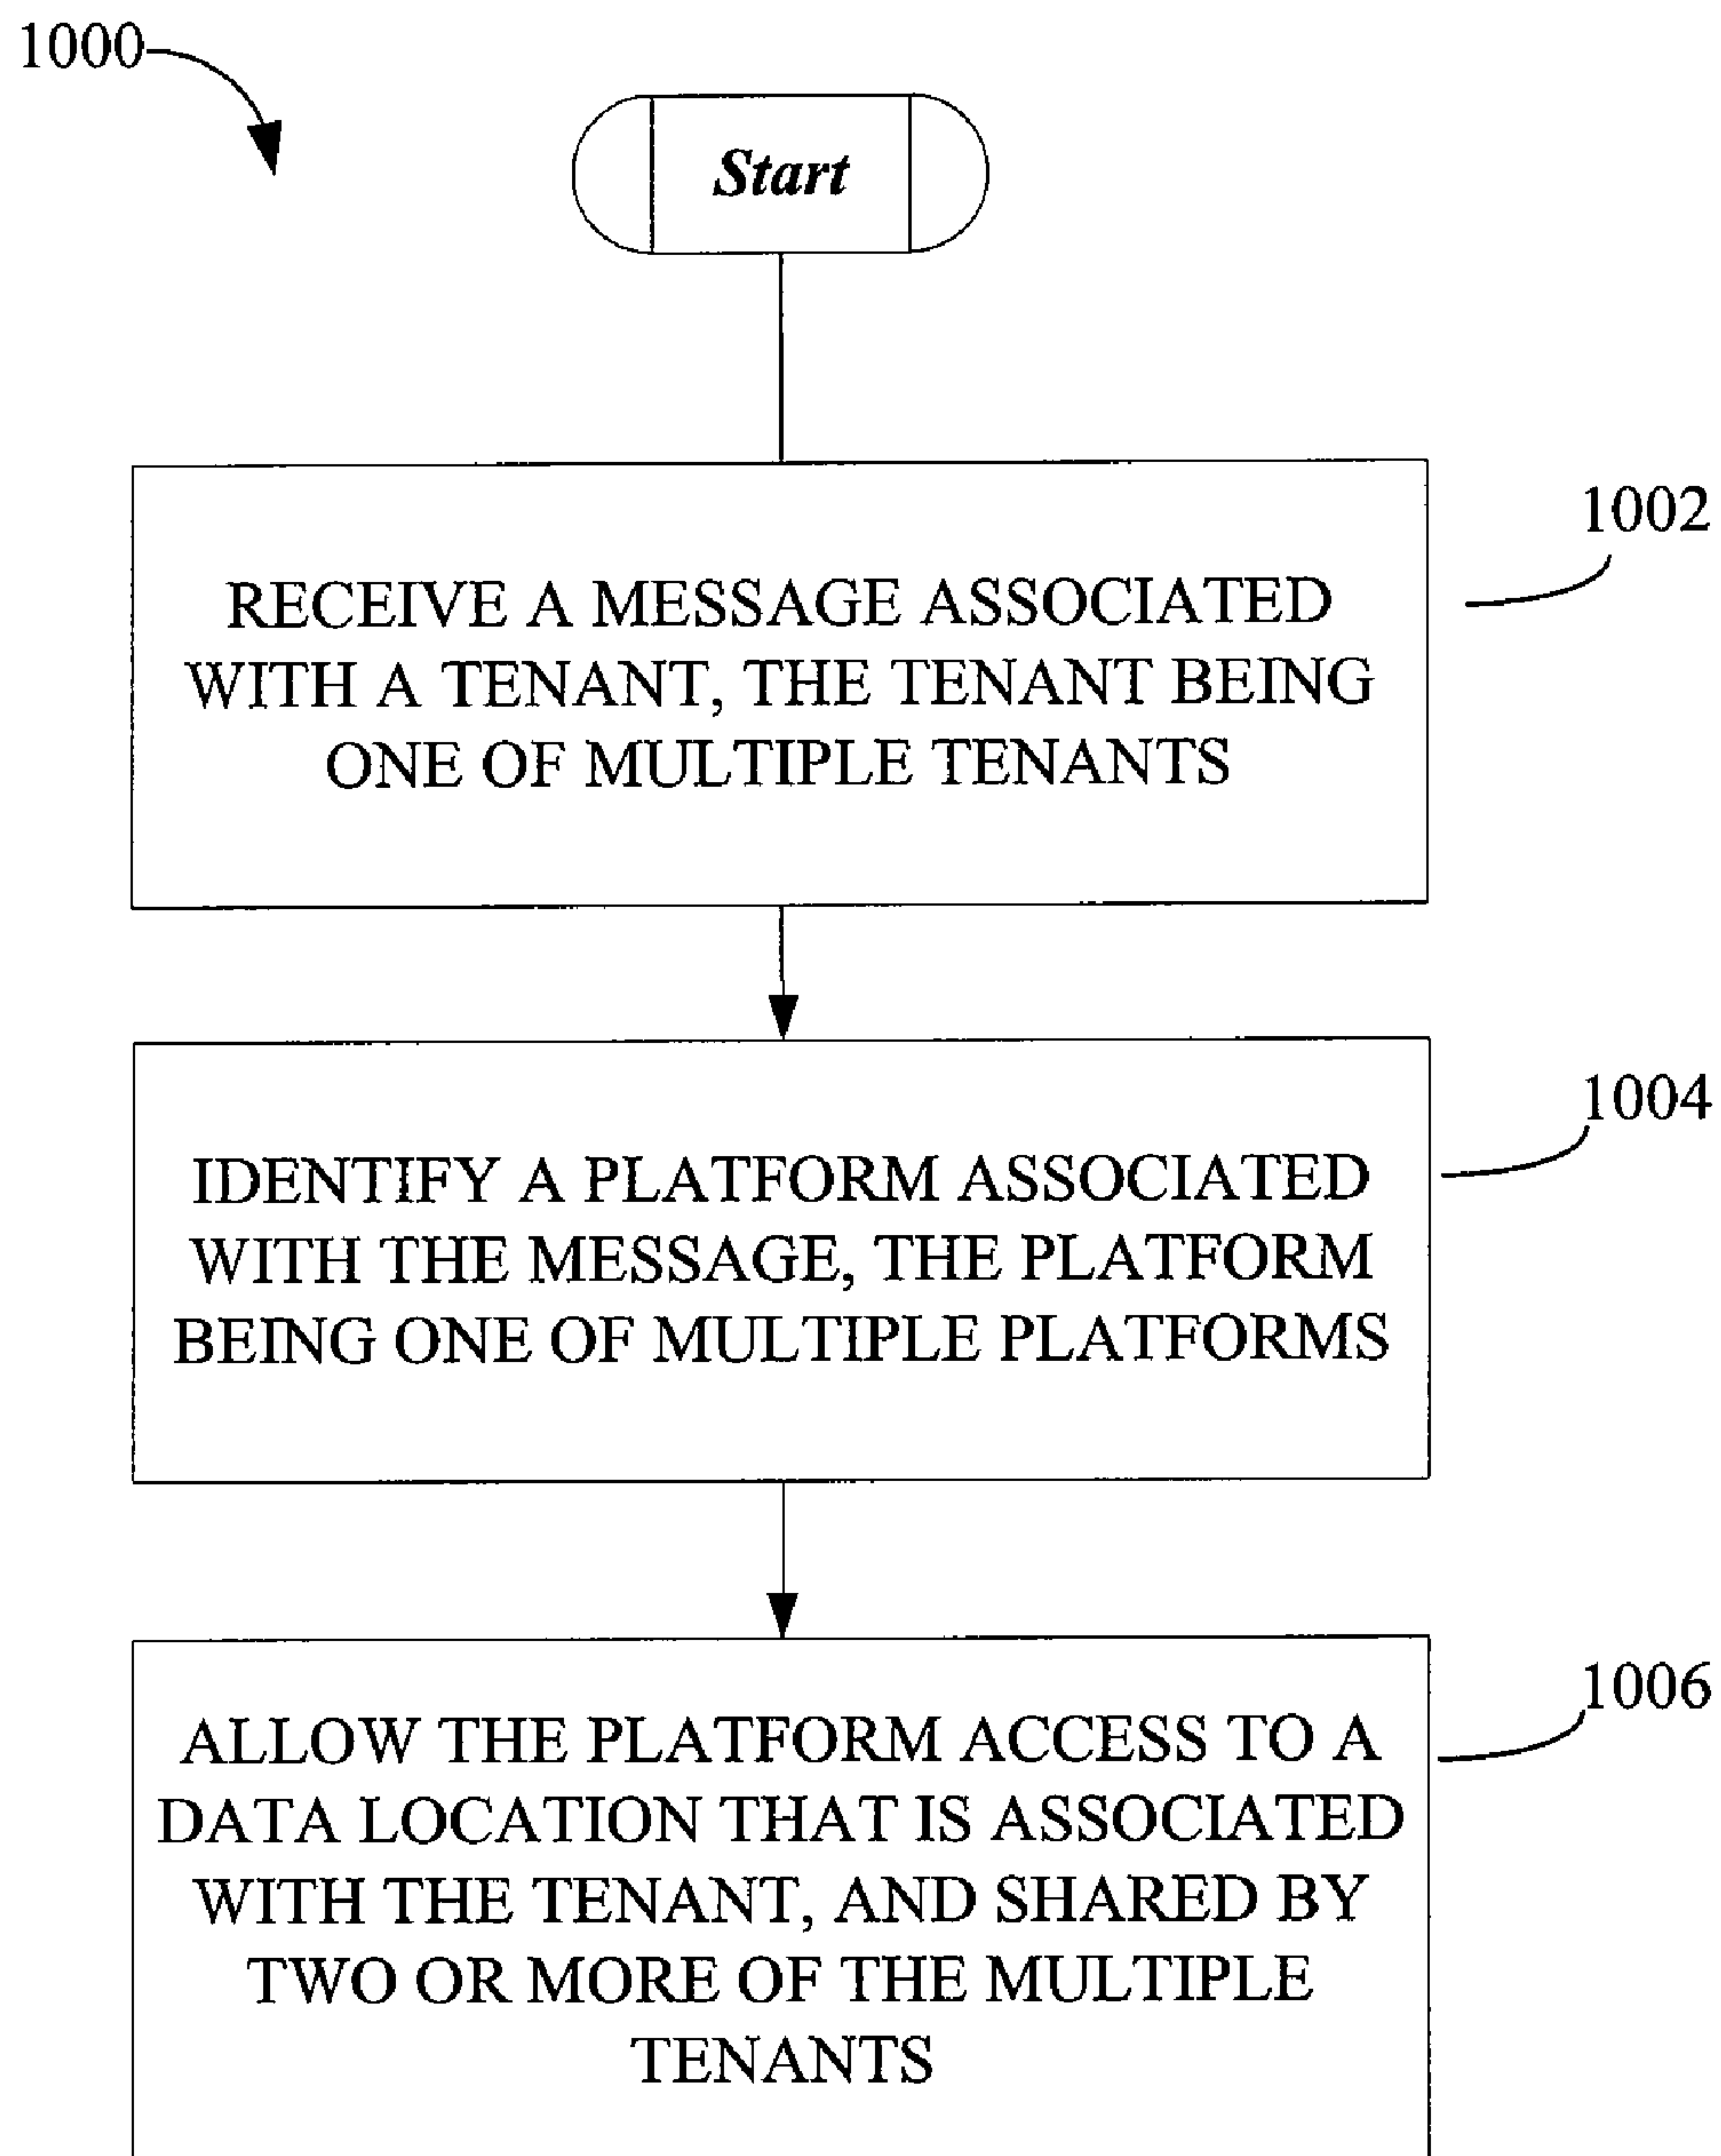 1000
Start
RECEIVE A MESSAGE ASSOCIATED
WITH A TENANT, THE TENANT BEING
ONE OF MULTIPLE TENANTS
1002
IDENTIFY A PLATFORM ASSOCIATED
WITH THE MESSAGE, THE PLATFORM
BEING ONE OF MULTIPLE PLATFORMS
1004
ALLOW THE PLATFORM ACCESS TO A
DATA LOCATION THAT IS ASSOCIATED
WITH THE TENANT, AND SHARED BY
TWO OR MORE OF THE MULTIPLE
TENANTS
1006